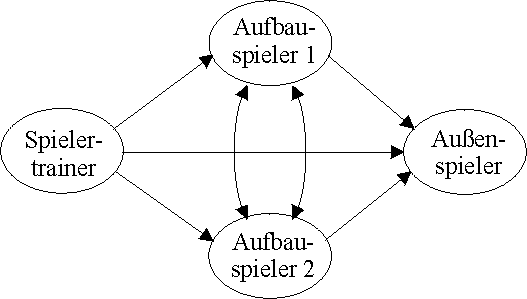 Aufbau-
spieler 1
Spieler-
trainer
Außen-
spieler
Aufbau-
spieler 2